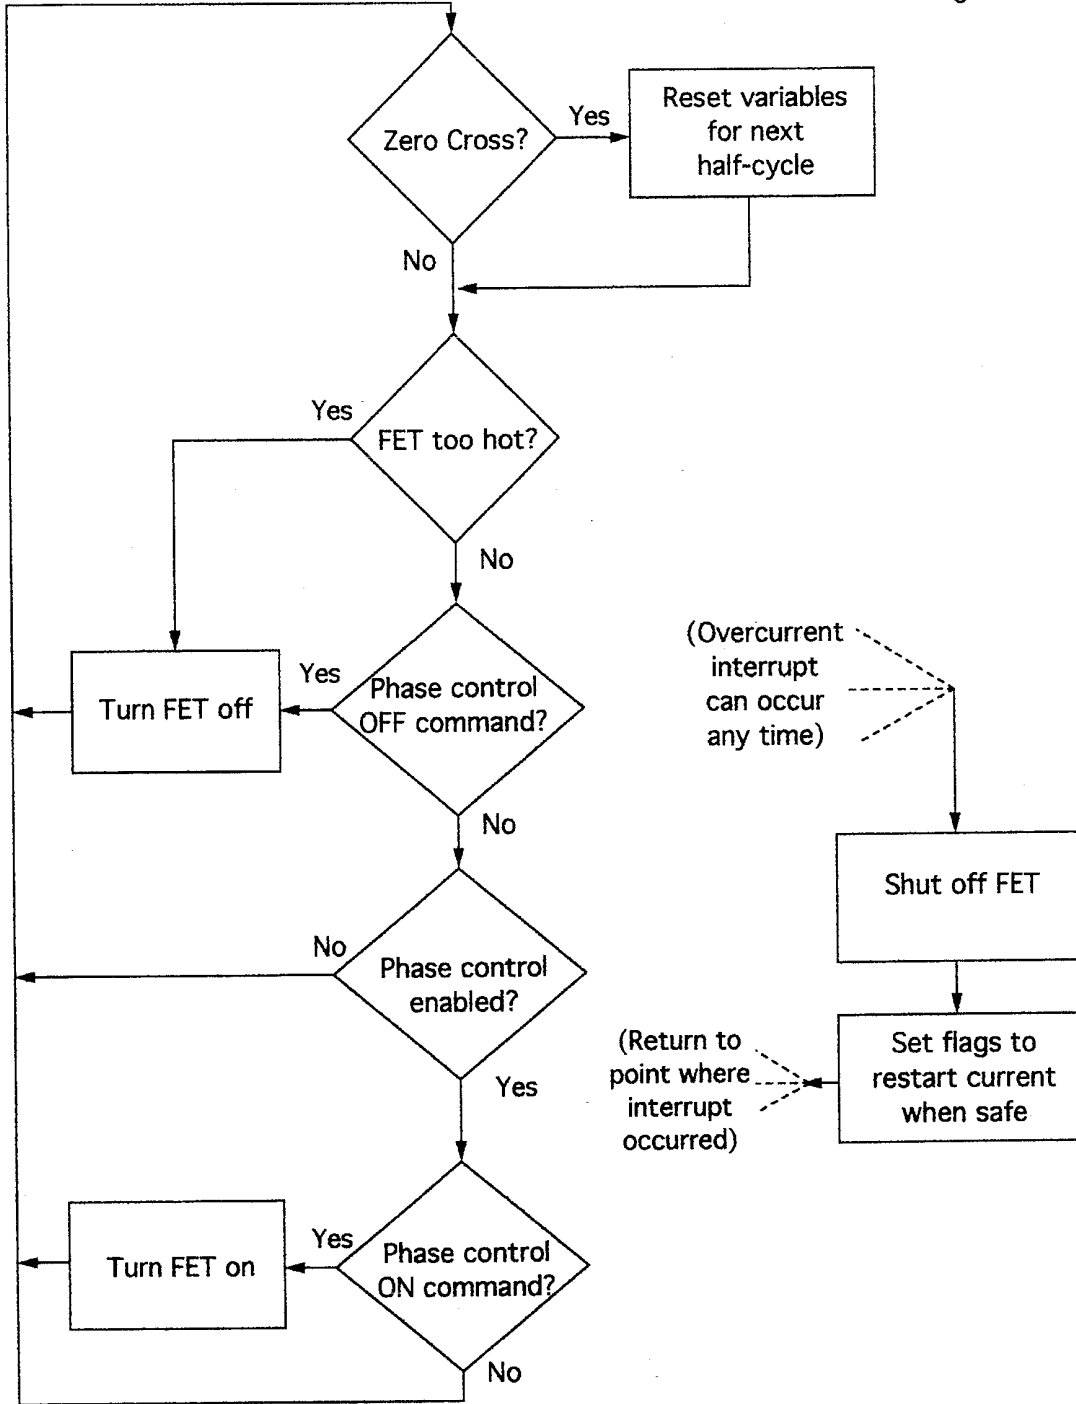 Zero Cross?
Yes
Reset variables
for next
half-cycle
No
Yes
FET too hot?
No
Turn FET off
Yes
Phase control
OFF command?
(Overcurrent
interrupt
can occur
any time)
No
Shut off FET
No
Phase control
enabled?
(Return to
point where
interrupt
occurred)
Set flags to
restart current
when safe
Yes
Turn FET on
Yes
Phase control
ON command?
No